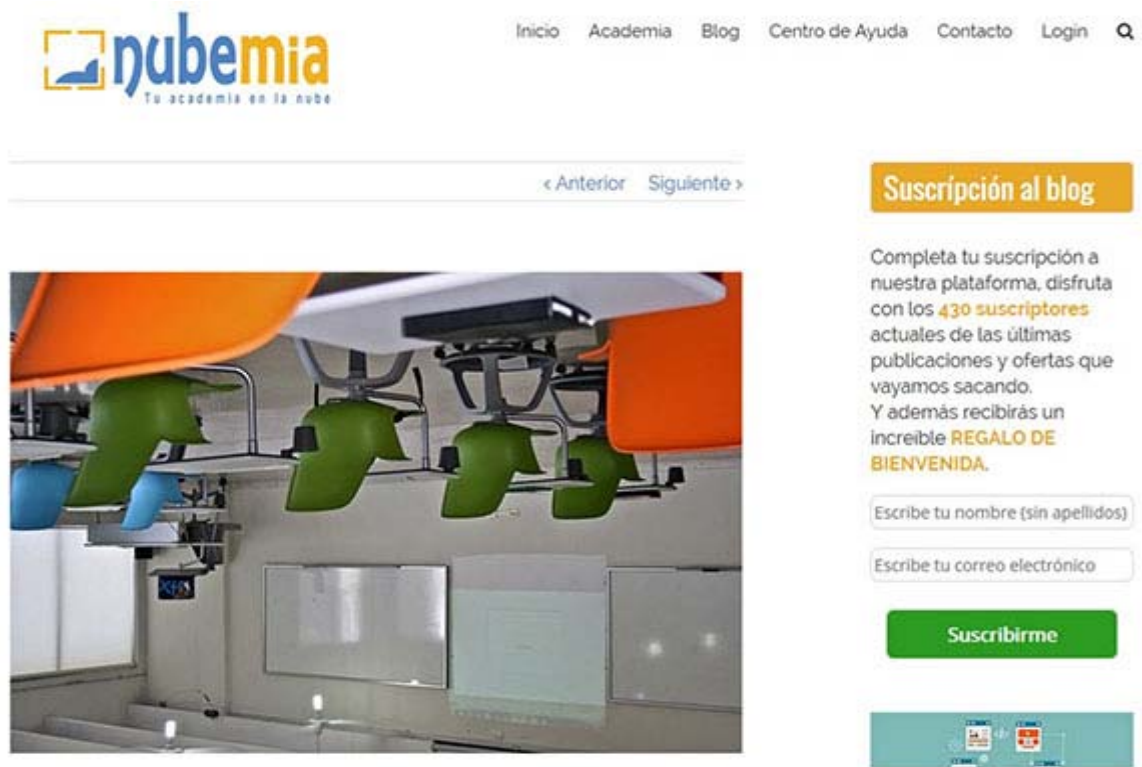 nubemia
Tu academia en la nube
Inicio Academia Blog Centro de Ayuda Contacto Login
< Anterior Siguiente >
Suscrípción al blog
Completa tu suscripción a
nuestra plataforma, disfruta
con los 430 suscriptores
actuales de las últimas
publicaciones y ofertas que
vayamos sacando.
Y además recibirás un
increíble REGALO DE
BIENVENIDA.
Escribe tu nombre (sin apellidos)
Escribe tu correo electrónico
Suscribirme